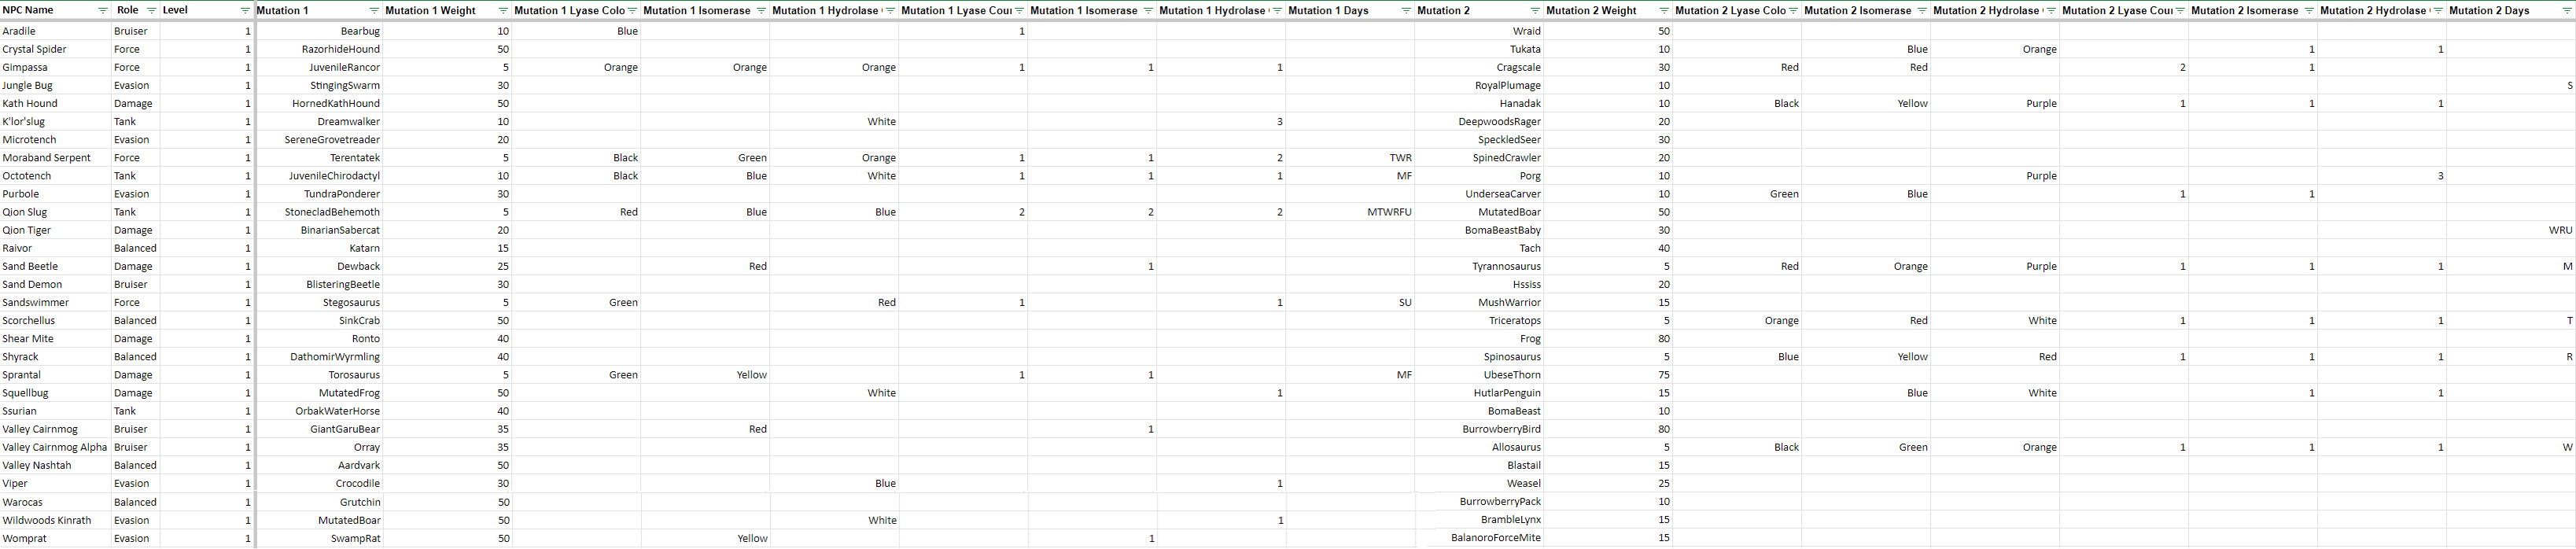 NPC Name Role Level Mutation 1 Mutation 1 Weight Mutation 1 Lyase Colo Mutation 1 Isomerase Mutation 1 Hydrolase Mutation 1 Lyase Cour Mutation 1 Isomerase Mutation 1 Hydrolase Mutation 1 Days Mutation 2 Mutation 2 Weight Mutation 2 Lyase Colo Mutation 2 Isomerase Mutation 2 Hydrolase Mutation 2 Lyase Cour Mutation 2 Isomerase Mutation 2 Hydrolase Mutation 2 Days
Aradile Bruiser 1 Bearbug 10 Blue 1 Wraid 50
Crystal Spider Force 1 RazorhideHound 50 Tukata 10 Blue Orange 1 1
Gimpassa Force 1 JuvenileRancor 5 Orange Orange Orange 1 1 1 Cragscale 30 Red Red 2 1
Jungle Bug Evasion 1 StingingSwarm 30 RoyalPlumage 10 S
Kath Hound Damage 1 HornedKathHound 50 Hanadak 10 Black Yellow Purple 1 1 1
K'lor'slug Tank 1 Dreamwalker 10 White 3 DeepwoodsRager 20
Microtench Evasion 1 SereneGrovetreader 20 SpeckledSeer 30
Moraband Serpent Force 1 Terentatek 5 Black Green Orange 1 1 2 TWR SpinedCrawler 20
Octotench Tank 1 JuvenileChirodactyl 10 Black Blue White 1 1 1 MF Porg 10 Purple 3
Purbole Evasion 1 TundraPonderer 30 UnderseaCarver 10 Green Blue 1 1
Qion Slug Tank 1 StonecladBehemoth 5 Red Blue Blue 2 2 2 MTWRFU MutatedBoar 50
Qion Tiger Damage 1 BinarianSabercat 20 BomaBeastBaby 30 WRU
Raivor Balanced 1 Katarn 15 Tach 40
Sand Beetle Damage 1 Dewback 25 Red 1 Tyrannosaurus 5 Red Orange Purple 1 1 1 M
Sand Demon Bruiser 1 BlisteringBeetle 30 Hssiss 20
Sandswimmer Force 1 Stegosaurus 5 Green Red 1 1 SU MushWarrior 15
Scorchellus Balanced 1 SinkCrab 50 Triceratops 5 Orange Red White 1 1 1 T
Shear Mite Damage 1 Ronto 40 Frog 80
Shyrack Balanced 1 DathomirWyrmling 40 Spinosaurus 5 Blue Yellow Red 1 1 1 R
Sprantal Damage 1 Torosaurus 5 Green Yellow 1 1 MF UbeseThorn 75
Squellbug Damage 1 MutatedFrog 50 White 1 HutlarPenguin 15 Blue White 1 1
Ssurian Tank 1 OrbakWaterHorse 40 BomaBeast 10
Valley Cairnmog Bruiser 1 GiantGaruBear 35 Red 1 BurrowberryBird 80
Valley Cairnmog Alpha Bruiser 1 Orray 35 Allosaurus 5 Black Green Orange 1 1 1 W
Valley Nashtah Balanced 1 Aardvark 50 Blastail 15
Viper Evasion 1 Crocodile 30 Blue 1 Weasel 25
Warocas Balanced 1 Grutchin 50 BurrowberryPack 10
Wildwoods Kinrath Evasion 1 MutatedBoar 50 White 1 BrambleLynx 15
Womprat Evasion 1 SwampRat 50 Yellow 1 BalanoroForceMite 15